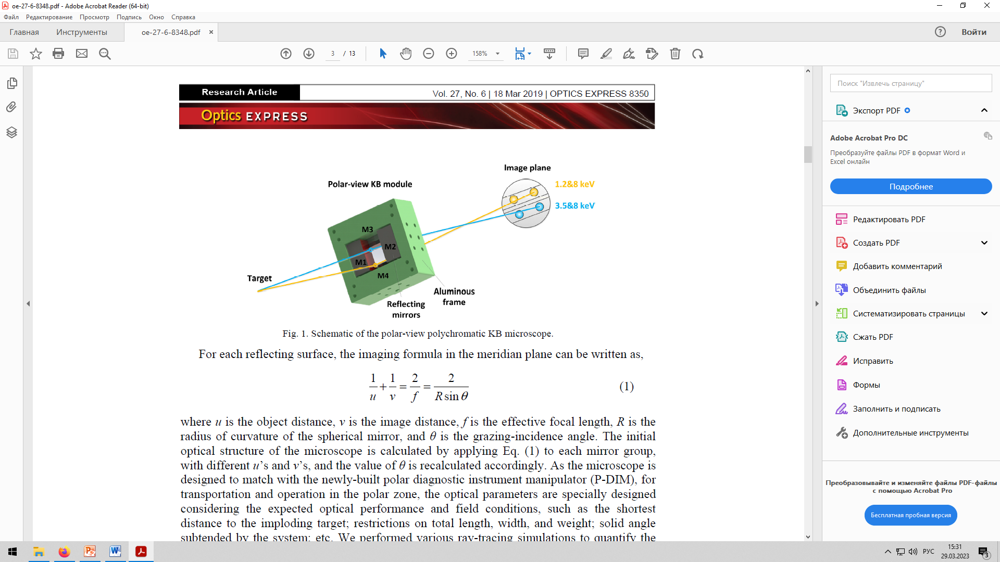 oe-27-6-8348.pdf - Adobe Acrobat Reader (64-bit)
Файл Редактирование Просмотр Подпись Окно Справка
Главная Инструменты oe-27-6-8348.pdf × ? Войти
3 / 13 158%
Research Article Vol. 27, No. 6 | 18 Mar 2019 | OPTICS EXPRESS 8350
Optics EXPRESS
Image plane
Polar-view KB module
1.2&8 keV
3.5&8 keV
M3
M2
M1
M4
Target
Aluminous
frame
Reflecting
mirrors
Fig. 1. Schematic of the polar-view polychromatic KB microscope.
For each reflecting surface, the imaging formula in the meridian plane can be written as,
1/u + 1/v = 2/f = 2/(R sin θ) (1)
where u is the object distance, v is the image distance, f is the effective focal length, R is the
radius of curvature of the spherical mirror, and θ is the grazing-incidence angle. The initial
optical structure of the microscope is calculated by applying Eq. (1) to each mirror group,
with different u’s and v’s, and the value of θ is recalculated accordingly. As the microscope is
designed to match with the newly-built polar diagnostic instrument manipulator (P-DIM), for
transportation and operation in the polar zone, the optical parameters are specially designed
considering the expected optical performance and field conditions, such as the shortest
distance to the imploding target; restrictions on total length, width, and weight; solid angle
subtended by the system; etc. We performed various ray-tracing simulations to quantify the
Поиск "Извлечь страницу"
Экспорт PDF
Adobe Acrobat Pro DC
Преобразуйте файлы PDF в формат Word и
Excel онлайн
Подробнее
Редактировать PDF
Создать PDF
Добавить комментарий
Объединить файлы
Систематизировать страницы
Сжать PDF
Исправить
Формы
Заполнить и подписать
Дополнительные инструменты
Преобразовывайте и изменяйте файлы PDF-файлы
с помощью Acrobat Pro
Бесплатная пробная версия
РУС
15:31
29.03.2023
3